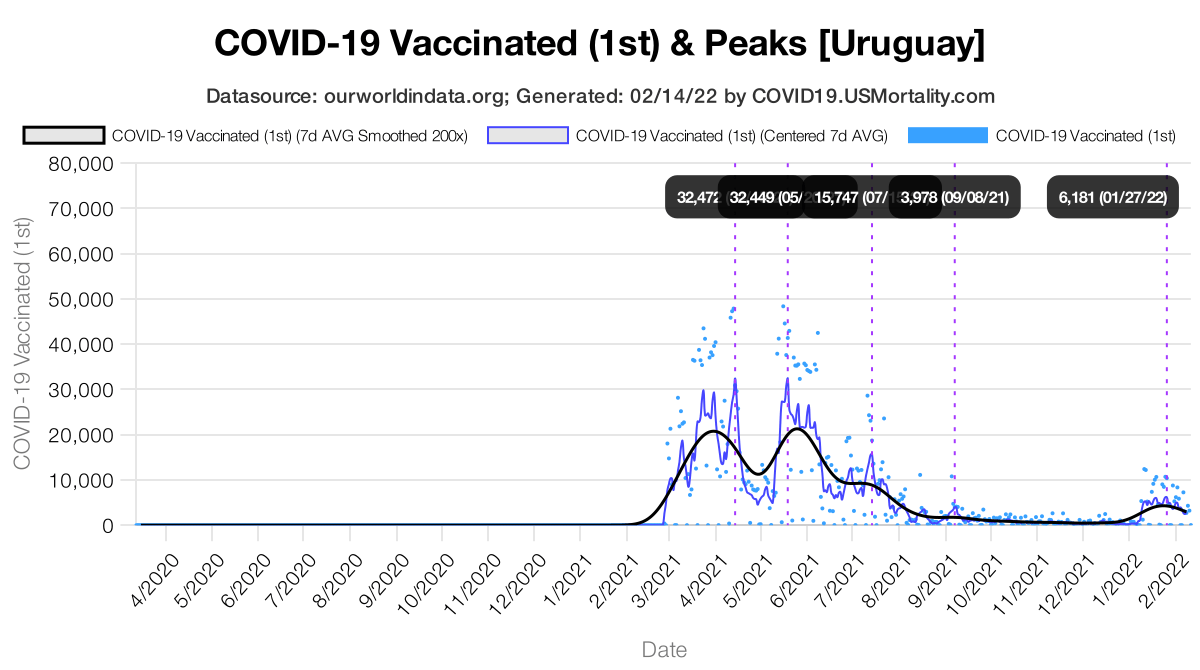 COVID-19 Vaccinated (1st) & Peaks [Uruguay]
Datasource: ourworldindata.org; Generated: 02/14/22 by COVID19.USMortality.com
COVID-19 Vaccinated (1st) (7d AVG Smoothed 200x) COVID-19 Vaccinated (1st) (Centered 7d AVG) COVID-19 Vaccinated (1st)
COVID-19 Vaccinated (1st)
80,000
70,000
60,000
50,000
40,000
30,000
20,000
10,000
0
32,472 32,449 (05/ 15,747 (07/ 3,978 (09/08/21) 6,181 (01/27/22)
4/2020 5/2020 6/2020 7/2020 8/2020 9/2020 10/2020 11/2020 12/2020 1/2021 2/2021 3/2021 4/2021 5/2021 6/2021 7/2021 8/2021 9/2021 10/2021 11/2021 12/2021 1/2022 2/2022
Date